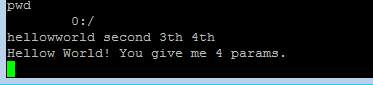 pwd
0:/
hellowworld second 3th 4th
Hellow World! You give me 4 params.